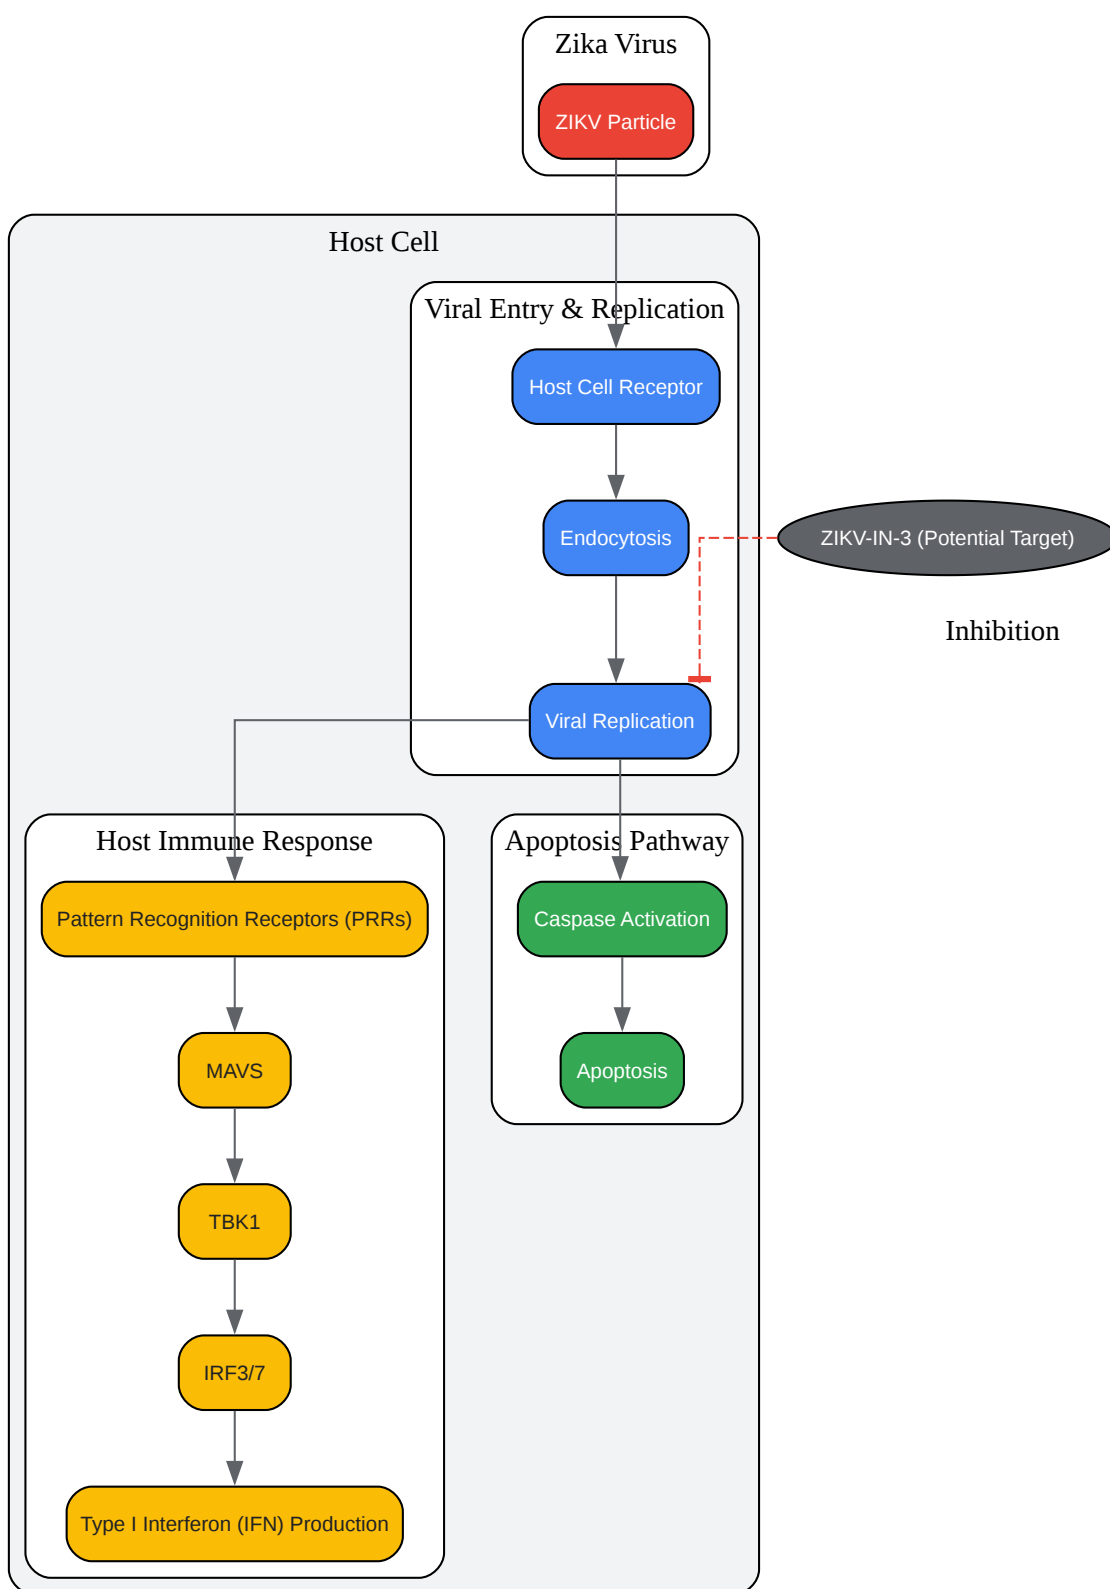 Zika Virus
ZIKV Particle
Host Cell
Viral Entry & Replication
Host Cell Receptor
Endocytosis
ZIKV-IN-3 (Potential Target)
Inhibition
Viral Replication
Host Immune Response
Apoptosis Pathway
Pattern Recognition Receptors (PRRs)
Caspase Activation
MAVS
Apoptosis
TBK1
IRF3/7
Type I Interferon (IFN) Production